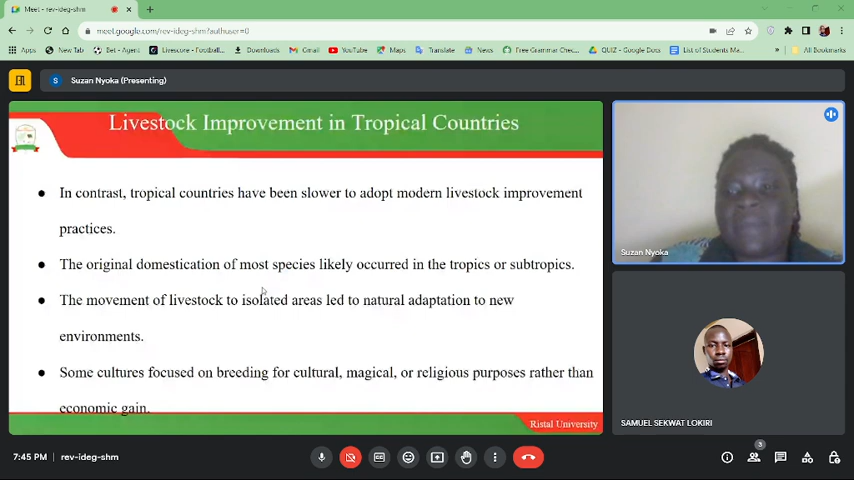 Meet - rev-ideg-shm
meet.google.com/rev-ideg-shm?authuser=0
Apps New Tab Bet - Agent Livescore - Football... Downloads Gmail YouTube Maps Translate News Free Grammar Chec... QUIZ - Google Docs List of Students Ma... » All Bookmarks
S Suzan Nyoka (Presenting)
Livestock Improvement in Tropical Countries
● In contrast, tropical countries have been slower to adopt modern livestock improvement
practices.
● The original domestication of most species likely occurred in the tropics or subtropics.
● The movement of livestock to isolated areas led to natural adaptation to new
environments.
● Some cultures focused on breeding for cultural, magical, or religious purposes rather than
economic gain.
Ristal University
Suzan Nyoka
SAMUEL SEKWAT LOKIRI
7:45 PM | rev-ideg-shm
3